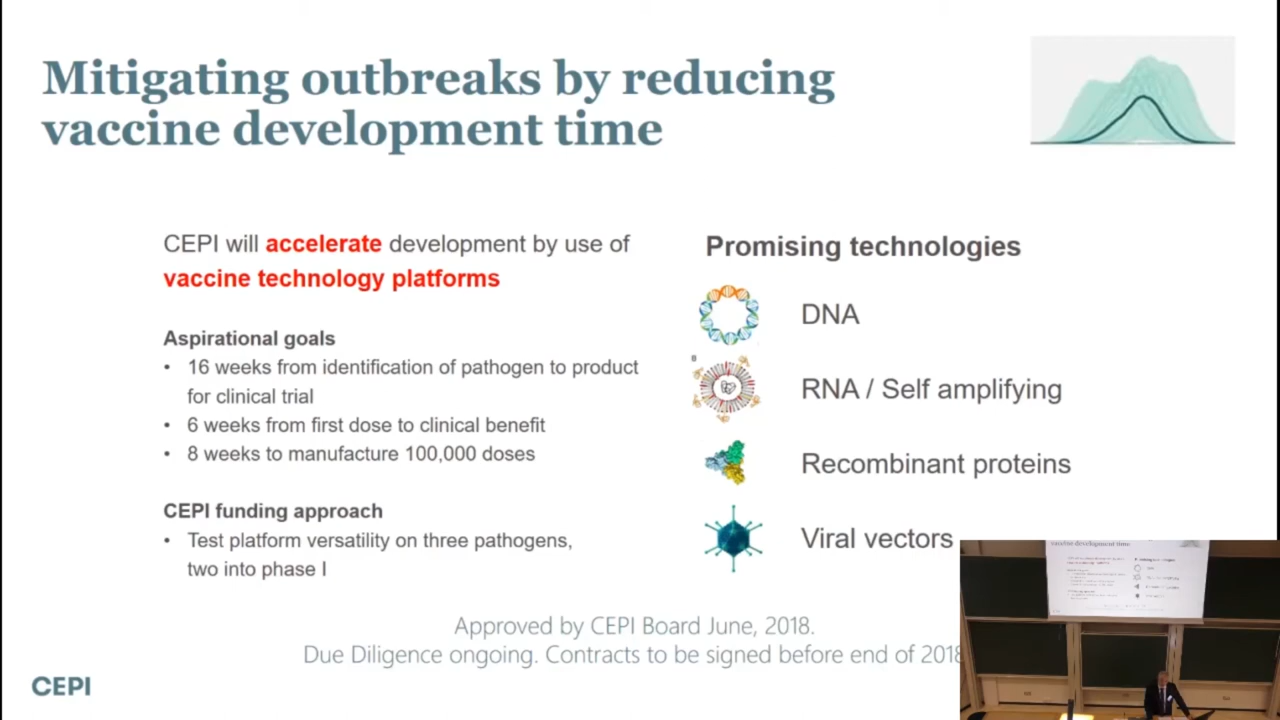 Mitigating outbreaks by reducing
vaccine development time
CEPI will accelerate development by use of
vaccine technology platforms
Aspirational goals
• 16 weeks from identification of pathogen to product
for clinical trial
• 6 weeks from first dose to clinical benefit
• 8 weeks to manufacture 100,000 doses
CEPI funding approach
• Test platform versatility on three pathogens,
two into phase I
Promising technologies
DNA
B
RNA / Self amplifying
Recombinant proteins
Viral vectors
Approved by CEPI Board June, 2018.
Due Diligence ongoing. Contracts to be signed before end of 2018
CEPI
vaccine development time